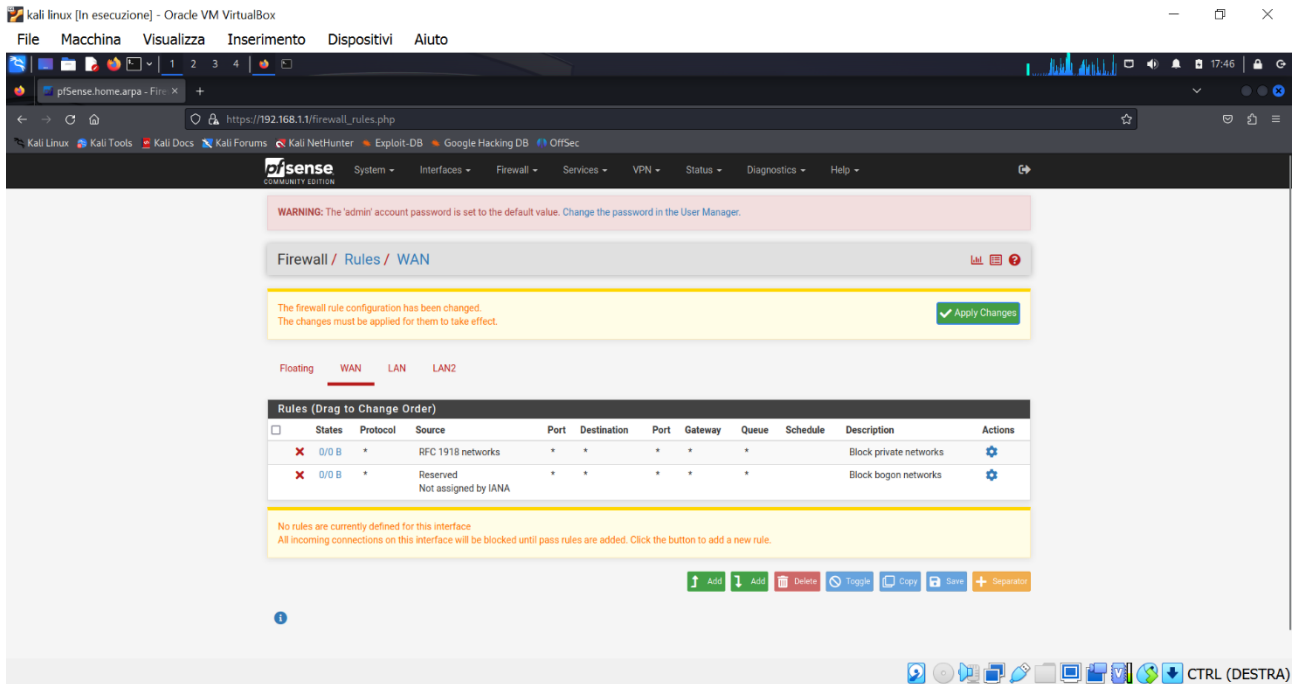 kali linux [In esecuzione] - Oracle VM VirtualBox
File Macchina Visualizza Inserimento Dispositivi Aiuto
1 2 3 4 17:46
pfSense.home.arpa - Fire
https://192.168.1.1/firewall_rules.php
Kali Linux Kali Tools Kali Docs Kali Forums Kali NetHunter Exploit-DB Google Hacking DB OffSec
pfsense System Interfaces Firewall Services VPN Status Diagnostics Help
COMMUNITY EDITION
WARNING: The 'admin' account password is set to the default value. Change the password in the User Manager.
Firewall / Rules / WAN
The firewall rule configuration has been changed.
The changes must be applied for them to take effect.
Apply Changes
Floating WAN LAN LAN2
Rules (Drag to Change Order)
States Protocol Source Port Destination Port Gateway Queue Schedule Description Actions
0/0 B * RFC 1918 networks * * * * * Block private networks
0/0 B * Reserved * * * * * Block bogon networks
Not assigned by IANA
No rules are currently defined for this interface
All incoming connections on this interface will be blocked until pass rules are added. Click the button to add a new rule.
Add Add Delete Toggle Copy Save Separator
CTRL (DESTRA)